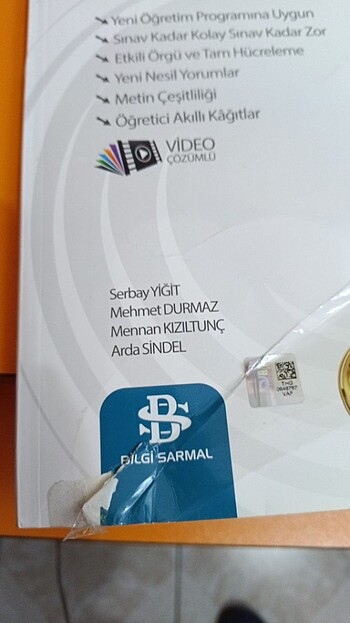 Yeni Öğretim Programına Uygun
Sınav Kadar Kolay Sınav Kadar Zor
Etkili Örgü ve Tam Hücreleme
Yeni Nesil Yorumlar
Metin Çeşitliliği
Öğretici Akıllı Kâğıtlar
VİDEO
ÇÖZÜMLÜ
Serbay YİĞİT
Mehmet DURMAZ
Mennan KIZILTUNÇ
Arda SİNDEL
BS
BİLGİ SARMAL